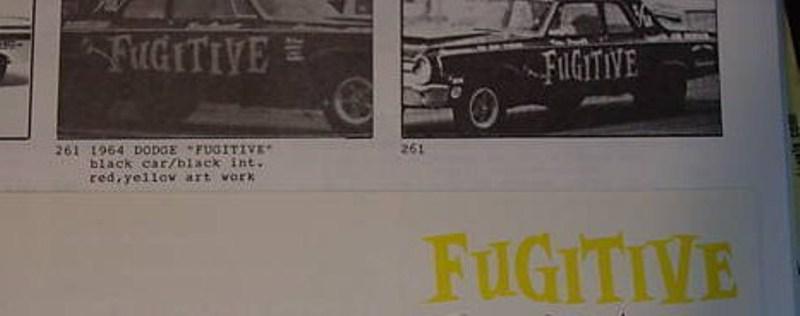 FUGITIVE
FUGITIVE
261 1964 DODGE "FUGITIVE"
black car/black int.
red,yellow art work
261
FUGITIVE